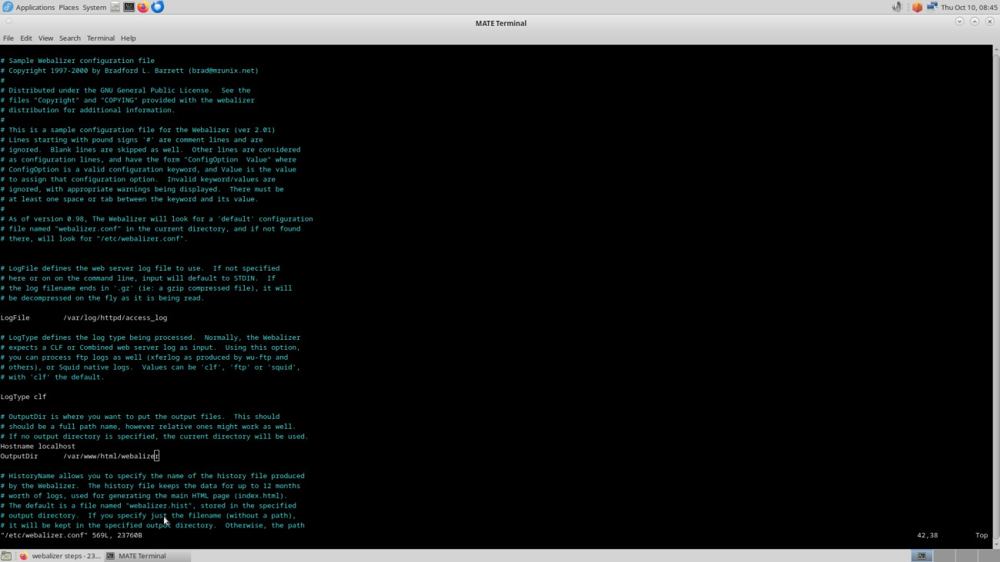 Applications Places System
Thu Oct 10, 08:45
MATE Terminal
File Edit View Search Terminal Help
# Sample Webalizer configuration file
# Copyright 1997-2000 by Bradford L. Barrett (brad@mrunix.net)
#
# Distributed under the GNU General Public License.  See the
# files "Copyright" and "COPYING" provided with the webalizer
# distribution for additional information.
#
# This is a sample configuration file for the Webalizer (ver 2.01)
# Lines starting with pound signs '#' are comment lines and are
# ignored.  Blank lines are skipped as well.  Other lines are considered
# as configuration lines, and have the form "ConfigOption  Value" where
# ConfigOption is a valid configuration keyword, and Value is the value
# to assign that configuration option.  Invalid keyword/values are
# ignored, with appropriate warnings being displayed.  There must be
# at least one space or tab between the keyword and its value.
#
# As of version 0.98, The Webalizer will look for a 'default' configuration
# file named "webalizer.conf" in the current directory, and if not found
# there, will look for "/etc/webalizer.conf".
# LogFile defines the web server log file to use.  If not specified
# here or on on the command line, input will default to STDIN.  If
# the log filename ends in '.gz' (ie: a gzip compressed file), it will
# be decompressed on the fly as it is being read.
LogFile        /var/log/httpd/access_log
# LogType defines the log type being processed.  Normally, the Webalizer
# expects a CLF or Combined web server log as input.  Using this option,
# you can process ftp logs as well (xferlog as produced by wu-ftp and
# others), or Squid native logs.  Values can be 'clf', 'ftp' or 'squid',
# with 'clf' the default.
LogType clf
# OutputDir is where you want to put the output files.  This should
# should be a full path name, however relative ones might work as well.
# If no output directory is specified, the current directory will be used.
Hostname localhost
OutputDir      /var/www/html/webalizer
# HistoryName allows you to specify the name of the history file produced
# by the Webalizer.  The history file keeps the data for up to 12 months
# worth of logs, used for generating the main HTML page (index.html).
# The default is a file named "webalizer.hist", stored in the specified
# output directory.  If you specify just the filename (without a path),
# it will be kept in the specified output directory.  Otherwise, the path
"/etc/webalizer.conf" 569L, 23760B
42,38 Top
webalizer steps - 23... MATE Terminal